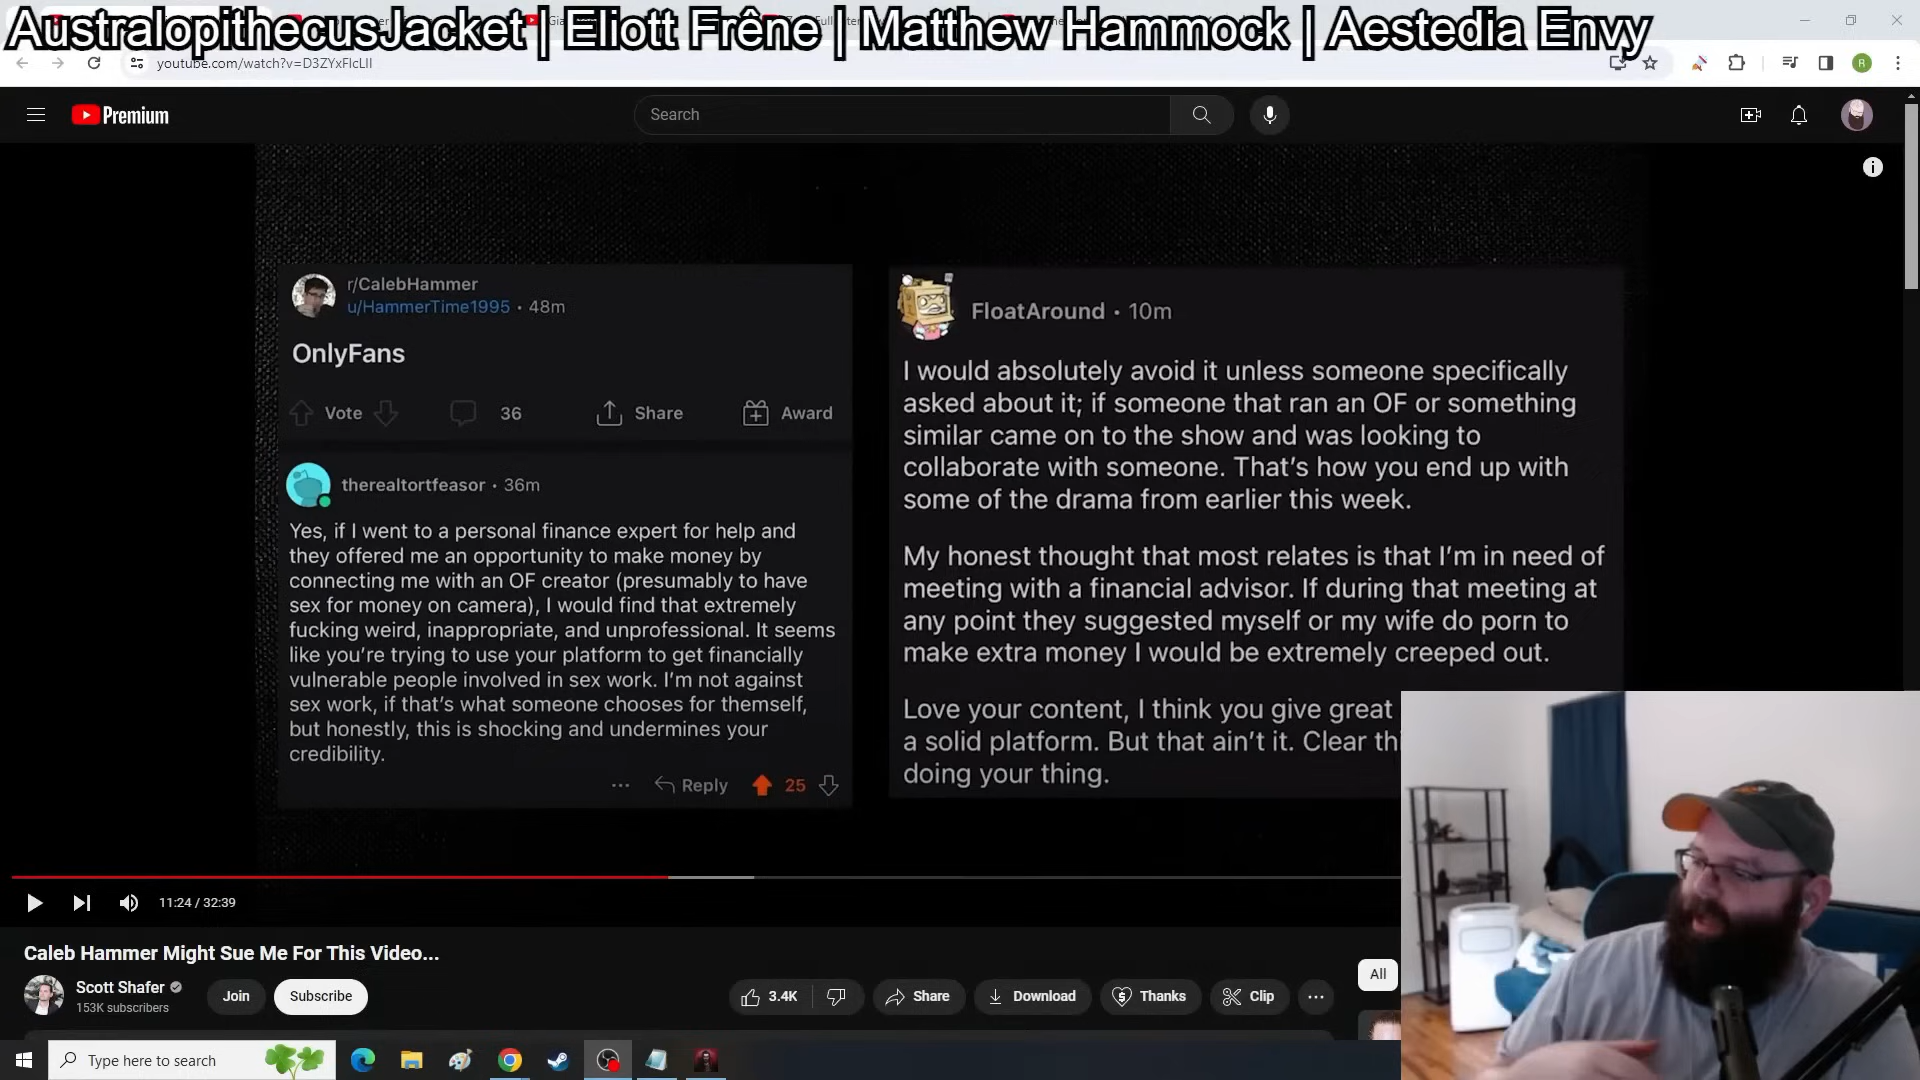 AustralopithecusJacket | Eliott Frêne | Matthew Hammock | Aestedia Envy
youtube.com/watch?v=D3ZYxFlcLlI
R
Premium
Search
r/CalebHammer
u/HammerTime1995 • 48m
OnlyFans
Vote
36
Share
Award
therealtortfeasor • 36m
Yes, if I went to a personal finance expert for help and
they offered me an opportunity to make money by
connecting me with an OF creator (presumably to have
sex for money on camera), I would find that extremely
fucking weird, inappropriate, and unprofessional. It seems
like you're trying to use your platform to get financially
vulnerable people involved in sex work. I'm not against
sex work, if that's what someone chooses for themself,
but honestly, this is shocking and undermines your
credibility.
Reply
25
FloatAround • 10m
I would absolutely avoid it unless someone specifically
asked about it; if someone that ran an OF or something
similar came on to the show and was looking to
collaborate with someone. That's how you end up with
some of the drama from earlier this week.
My honest thought that most relates is that I'm in need of
meeting with a financial advisor. If during that meeting at
any point they suggested myself or my wife do porn to
make extra money I would be extremely creeped out.
Love your content, I think you give great
a solid platform. But that ain't it. Clear
doing your thing.
11:24 / 32:39
Caleb Hammer Might Sue Me For This Video...
Scott Shafer
153K subscribers
Join
Subscribe
3.4K
Share
Download
Thanks
Clip
All
Type here to search